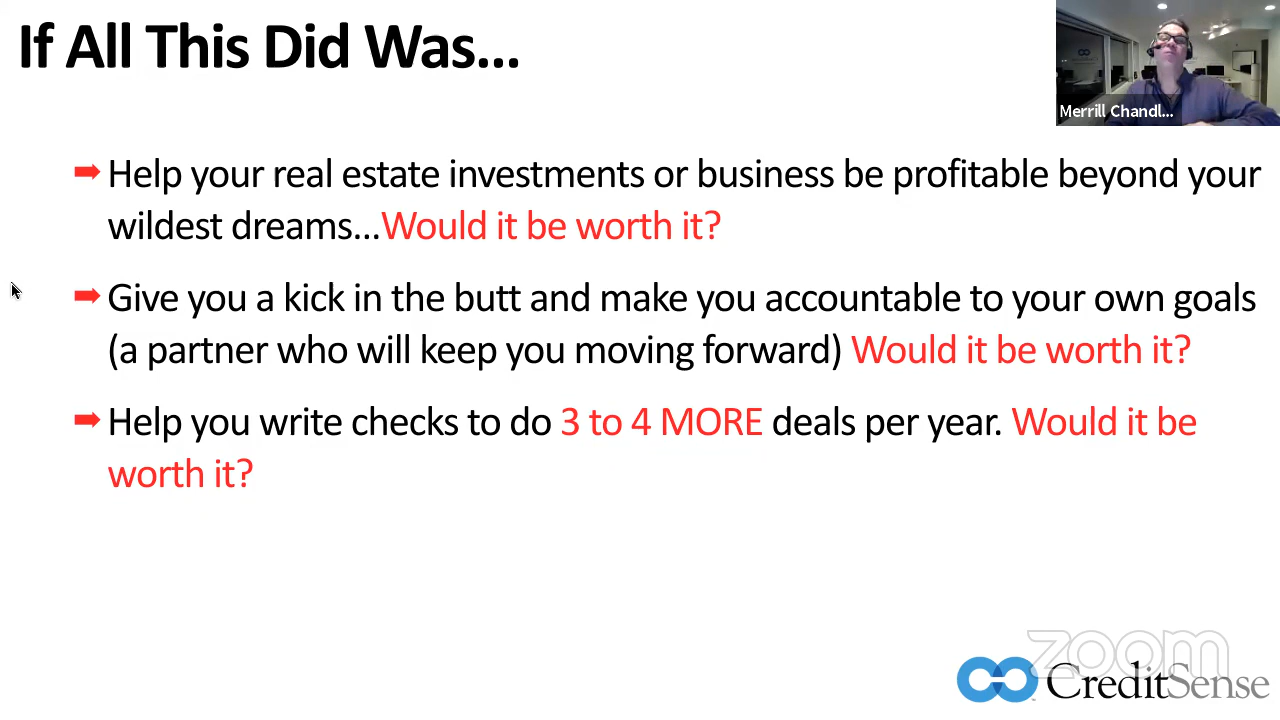 If All This Did Was...
Merrill Chandl...
Help your real estate investments or business be profitable beyond your
wildest dreams...Would it be worth it?
Give you a kick in the butt and make you accountable to your own goals
(a partner who will keep you moving forward) Would it be worth it?
Help you write checks to do 3 to 4 MORE deals per year. Would it be
worth it?
zoom
CreditSense